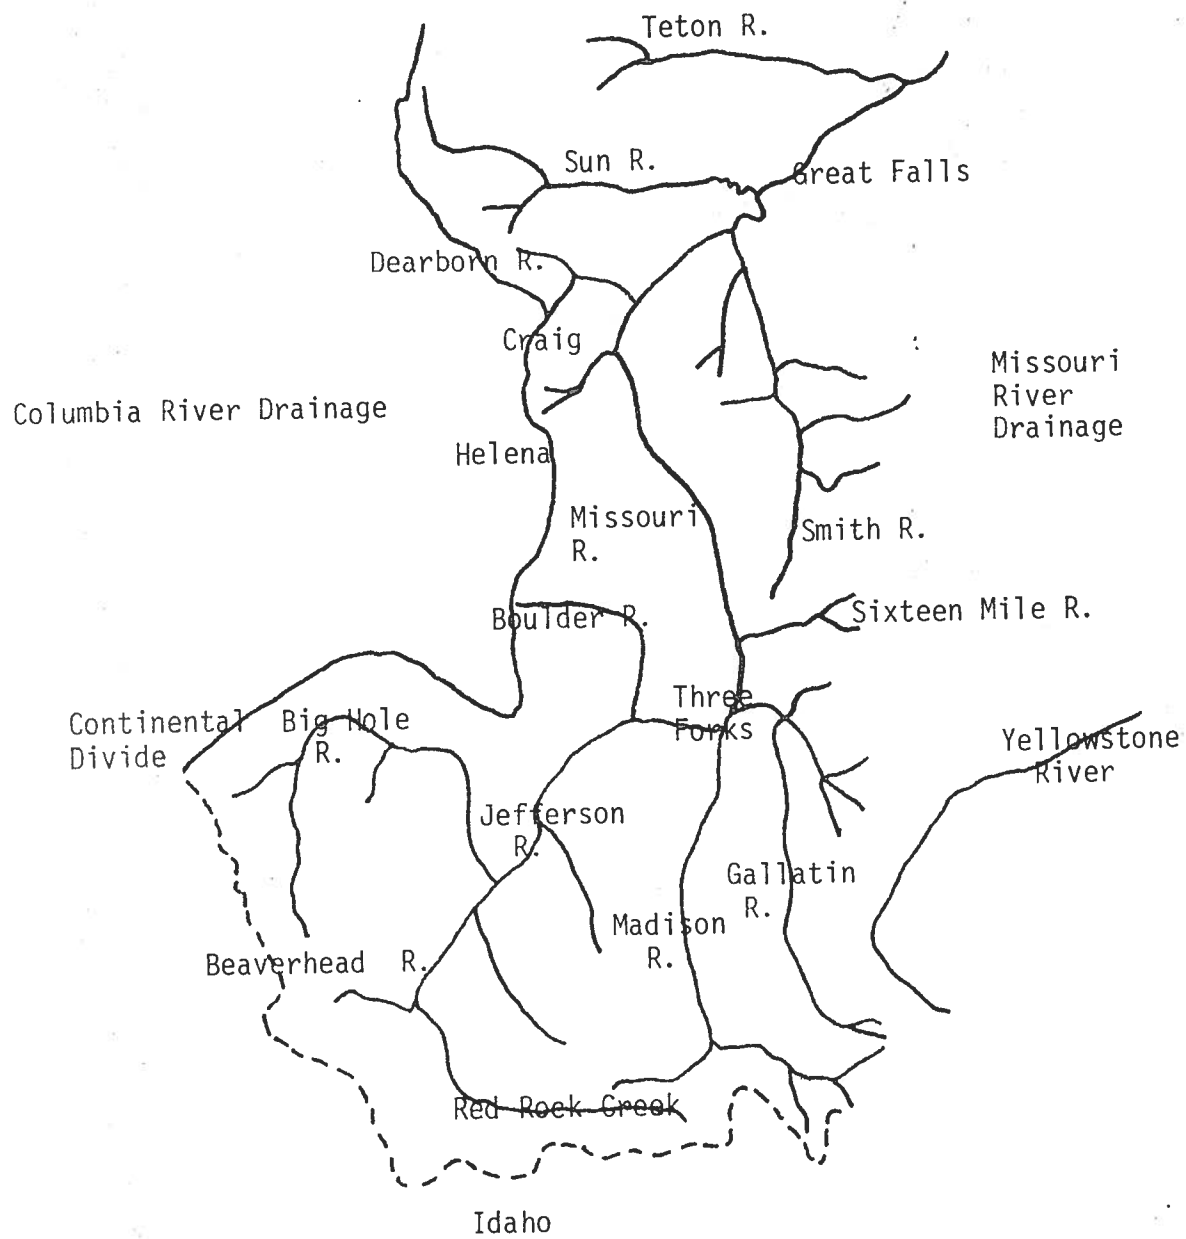 Teton R.
Sun R.
Great Falls
Dearborn R.
Craig
Missouri
River
Drainage
Columbia River Drainage
Helena
Missouri
R.
Smith R.
Boulder R.
Sixteen Mile R.
Three
Forks
Continental
Divide
Big Hole
R.
Yellowstone
River
Jefferson
R.
Gallatin
R.
Madison
R.
Beaverhead R.
Red Rock Creek
Idaho